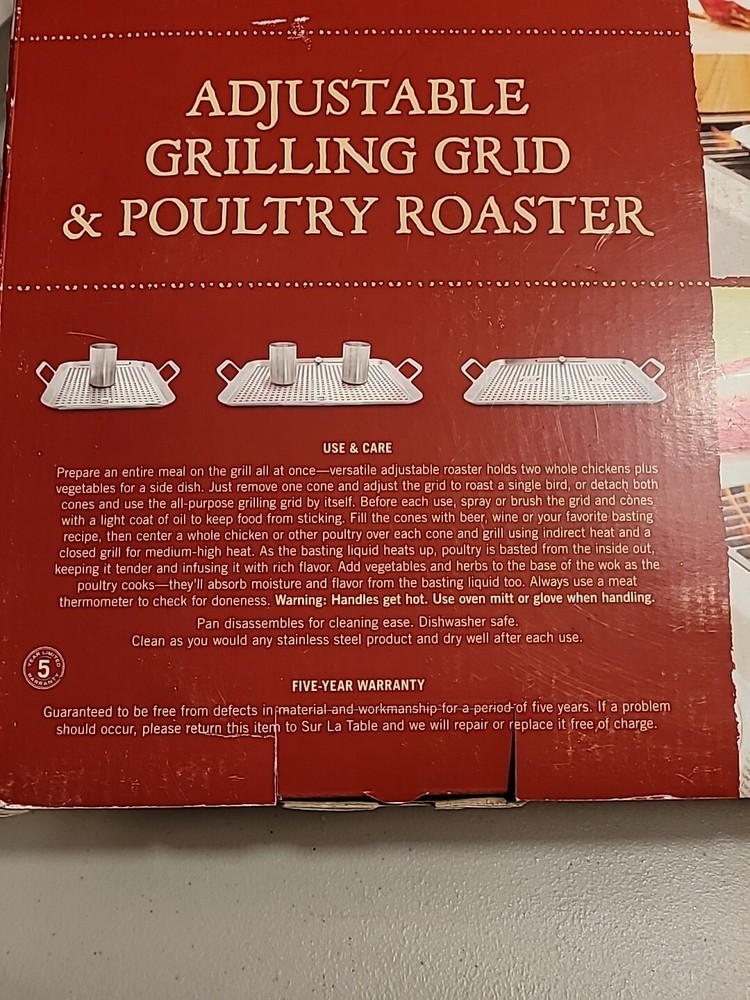 ADJUSTABLE
GRILLING GRID
& POULTRY ROASTER
USE & CARE
Prepare an entire meal on the grill all at once—versatile adjustable roaster holds two whole chickens plus
vegetables for a side dish. Just remove one cone and adjust the grid to roast a single bird, or detach both
cones and use the all-purpose grilling grid by itself. Before each use, spray or brush the grid and cones
with a light coat of oil to keep food from sticking. Fill the cones with beer, wine or your favorite basting
recipe, then center a whole chicken or other poultry over each cone and grill using indirect heat and a
closed grill for medium-high heat. As the basting liquid heats up, poultry is basted from the inside out,
keeping it tender and infusing it with rich flavor. Add vegetables and herbs to the base of the wok as the
poultry cooks—they'll absorb moisture and flavor from the basting liquid too. Always use a meat
thermometer to check for doneness. Warning: Handles get hot. Use oven mitt or glove when handling.
Pan disassembles for cleaning ease. Dishwasher safe.
Clean as you would any stainless steel product and dry well after each use.
YEAR LIMITED
5
WARRANTY
FIVE-YEAR WARRANTY
Guaranteed to be free from defects in material and workmanship for a period of five years. If a problem
should occur, please return this item to Sur La Table and we will repair or replace it free of charge.